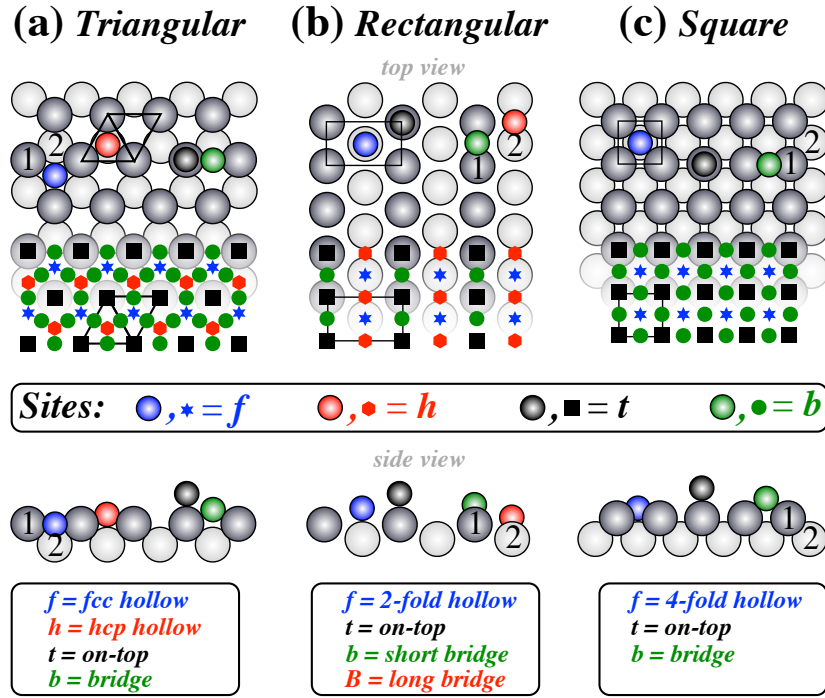 (a) Triangular
(b) Rectangular
(c) Square
top view
1
2
1
2
1
2
Sites: , = f , = h , = t , = b
side view
1
2
1
2
1
2
f = fcc hollow
h = hcp hollow
t = on-top
b = bridge
f = 2-fold hollow
t = on-top
b = short bridge
B = long bridge
f = 4-fold hollow
t = on-top
b = bridge